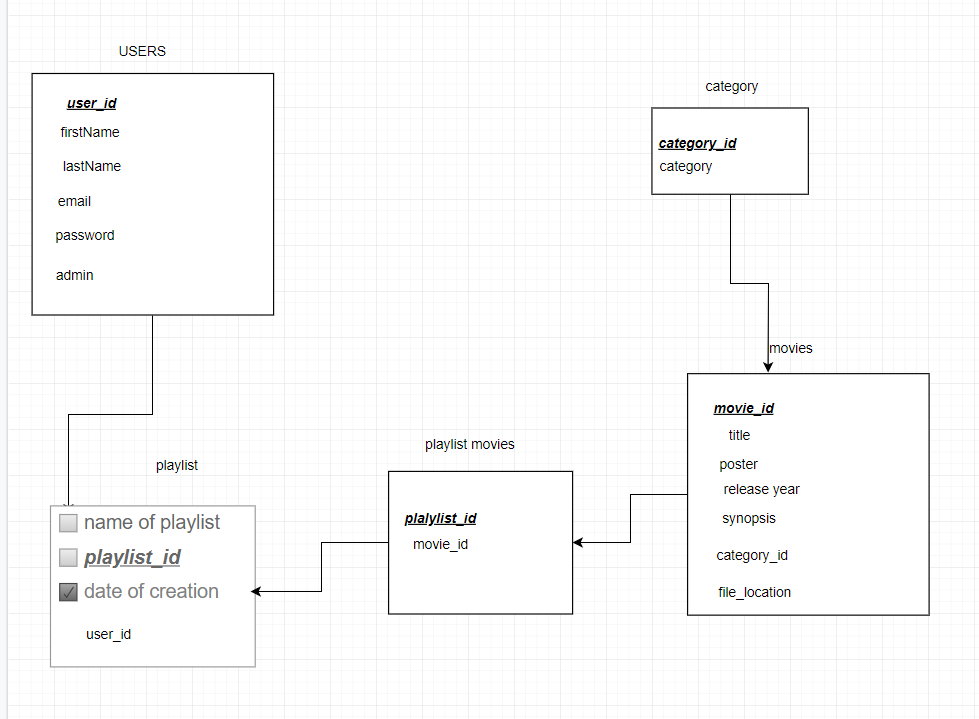 USERS
user_id
firstName
lastName
email
password
admin
category
category_id
category
movies
movie_id
title
poster
release year
synopsis
category_id
file_location
playlist movies
plalylist_id
movie_id
playlist
name of playlist
playlist_id
date of creation
user_id